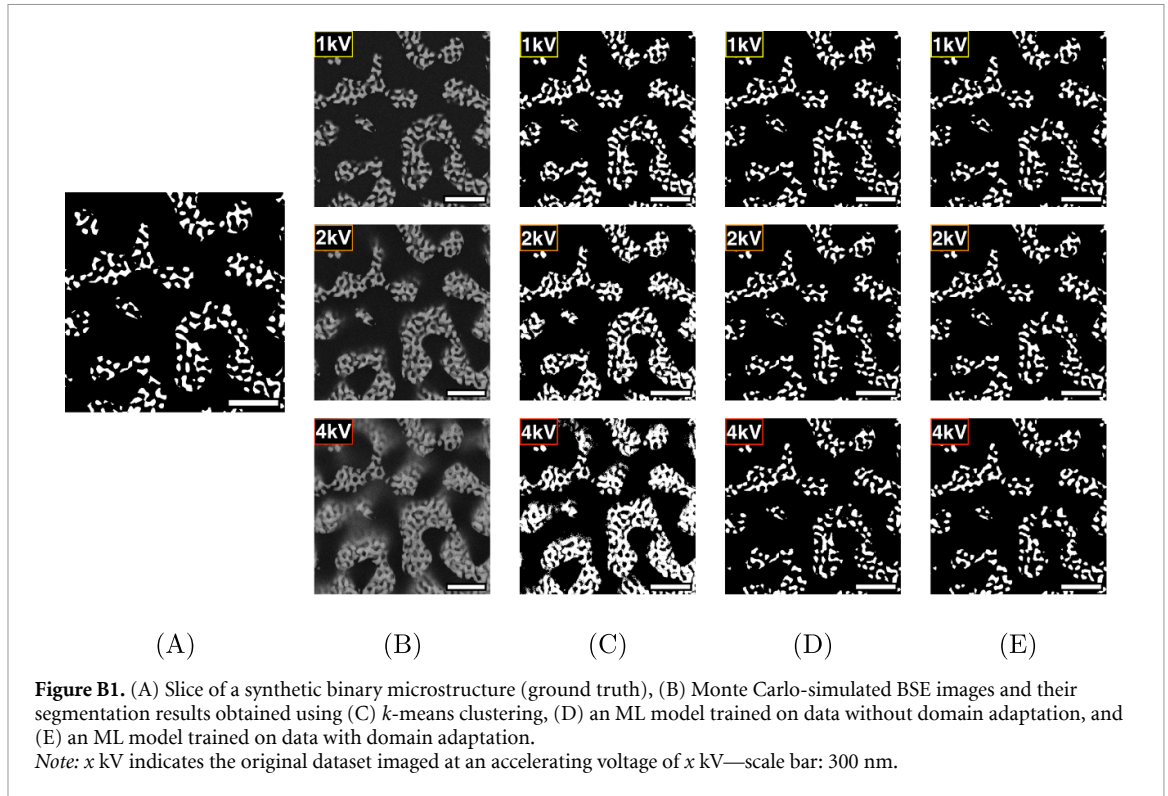 1kV 1kV 1kV 1kV
2kV 2kV 2kV 2kV
4kV 4kV 4kV 4kV
(A) (B) (C) (D) (E)
Figure B1. (A) Slice of a synthetic binary microstructure (ground truth), (B) Monte Carlo-simulated BSE images and their
segmentation results obtained using (C) k-means clustering, (D) an ML model trained on data without domain adaptation, and
(E) an ML model trained on data with domain adaptation.
Note: x kV indicates the original dataset imaged at an accelerating voltage of x kV—scale bar: 300 nm.